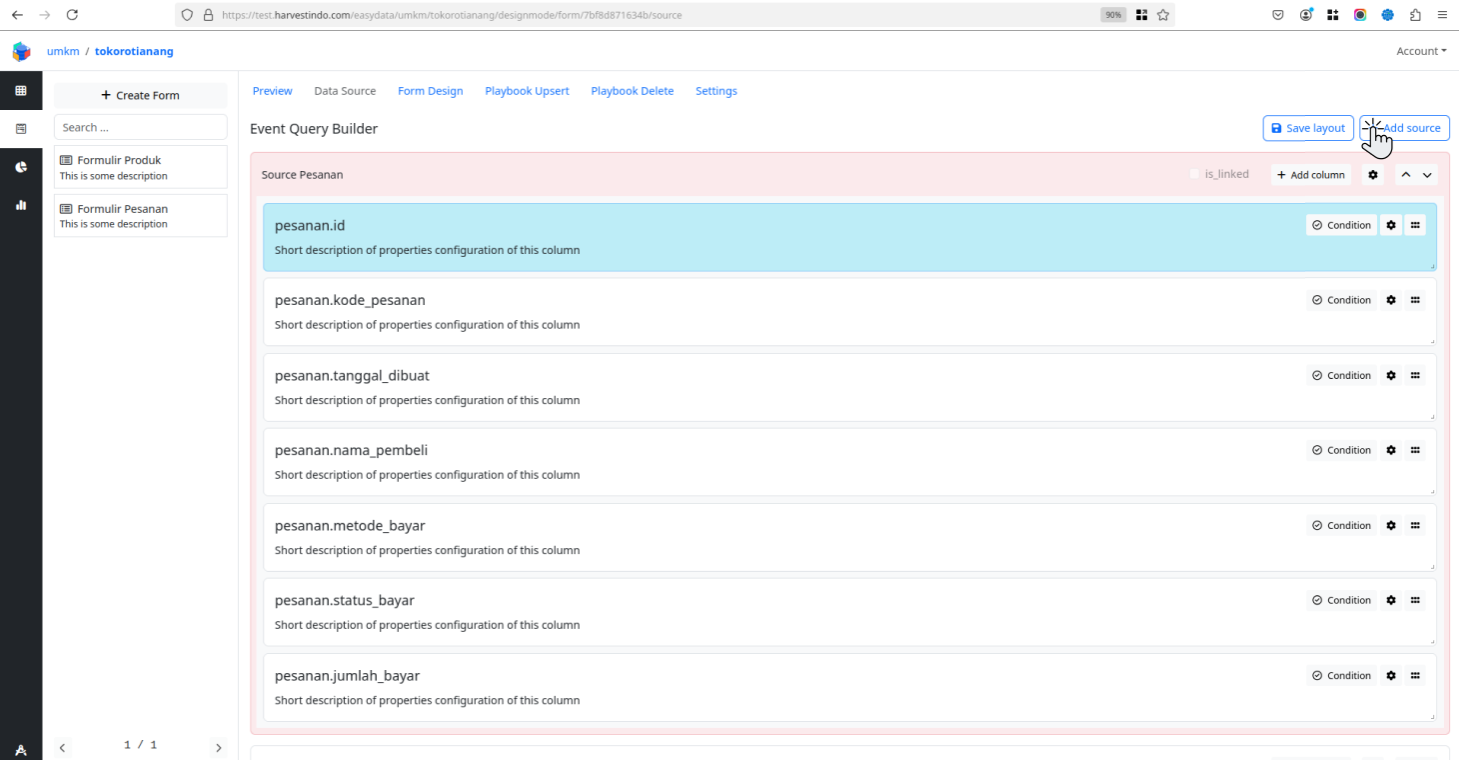 https://test.harvestindo.com/easydata/umkm/tokorotianang/designmode/form/7bf8d871634b/source
90%
umkm / tokorotianang
Account
+ Create Form
Search ...
Formulir Produk
This is some description
Formulir Pesanan
This is some description
1 / 1
Preview Data Source Form Design Playbook Upsert Playbook Delete Settings
Event Query Builder
Save layout
Add source
Source Pesanan
is_linked
+ Add column
pesanan.id
Condition
Short description of properties configuration of this column
pesanan.kode_pesanan
Condition
Short description of properties configuration of this column
pesanan.tanggal_dibuat
Condition
Short description of properties configuration of this column
pesanan.nama_pembeli
Condition
Short description of properties configuration of this column
pesanan.metode_bayar
Condition
Short description of properties configuration of this column
pesanan.status_bayar
Condition
Short description of properties configuration of this column
pesanan.jumlah_bayar
Condition
Short description of properties configuration of this column